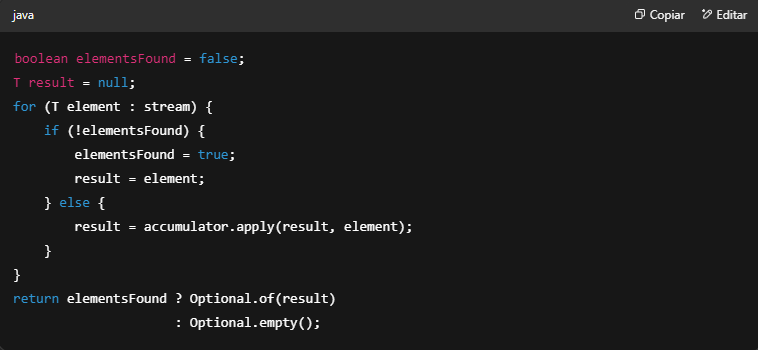 java
Copiar
Editar
boolean elementsFound = false;
T result = null;
for (T element : stream) {
    if (!elementsFound) {
        elementsFound = true;
        result = element;
    } else {
        result = accumulator.apply(result, element);
    }
}
return elementsFound ? Optional.of(result)
                     : Optional.empty();